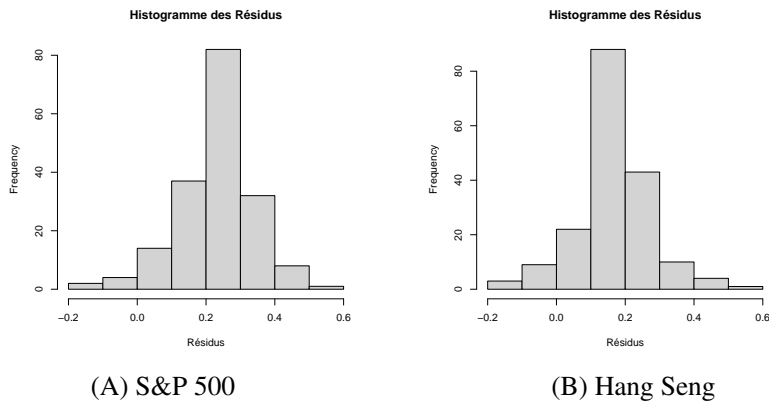 Histogramme des Résidus
Frequency
0
20
40
60
80
−0.2
0.0
0.2
0.4
0.6
Résidus
(A) S&P 500
Histogramme des Résidus
Frequency
0
20
40
60
80
−0.2
0.0
0.2
0.4
0.6
Résidus
(B) Hang Seng